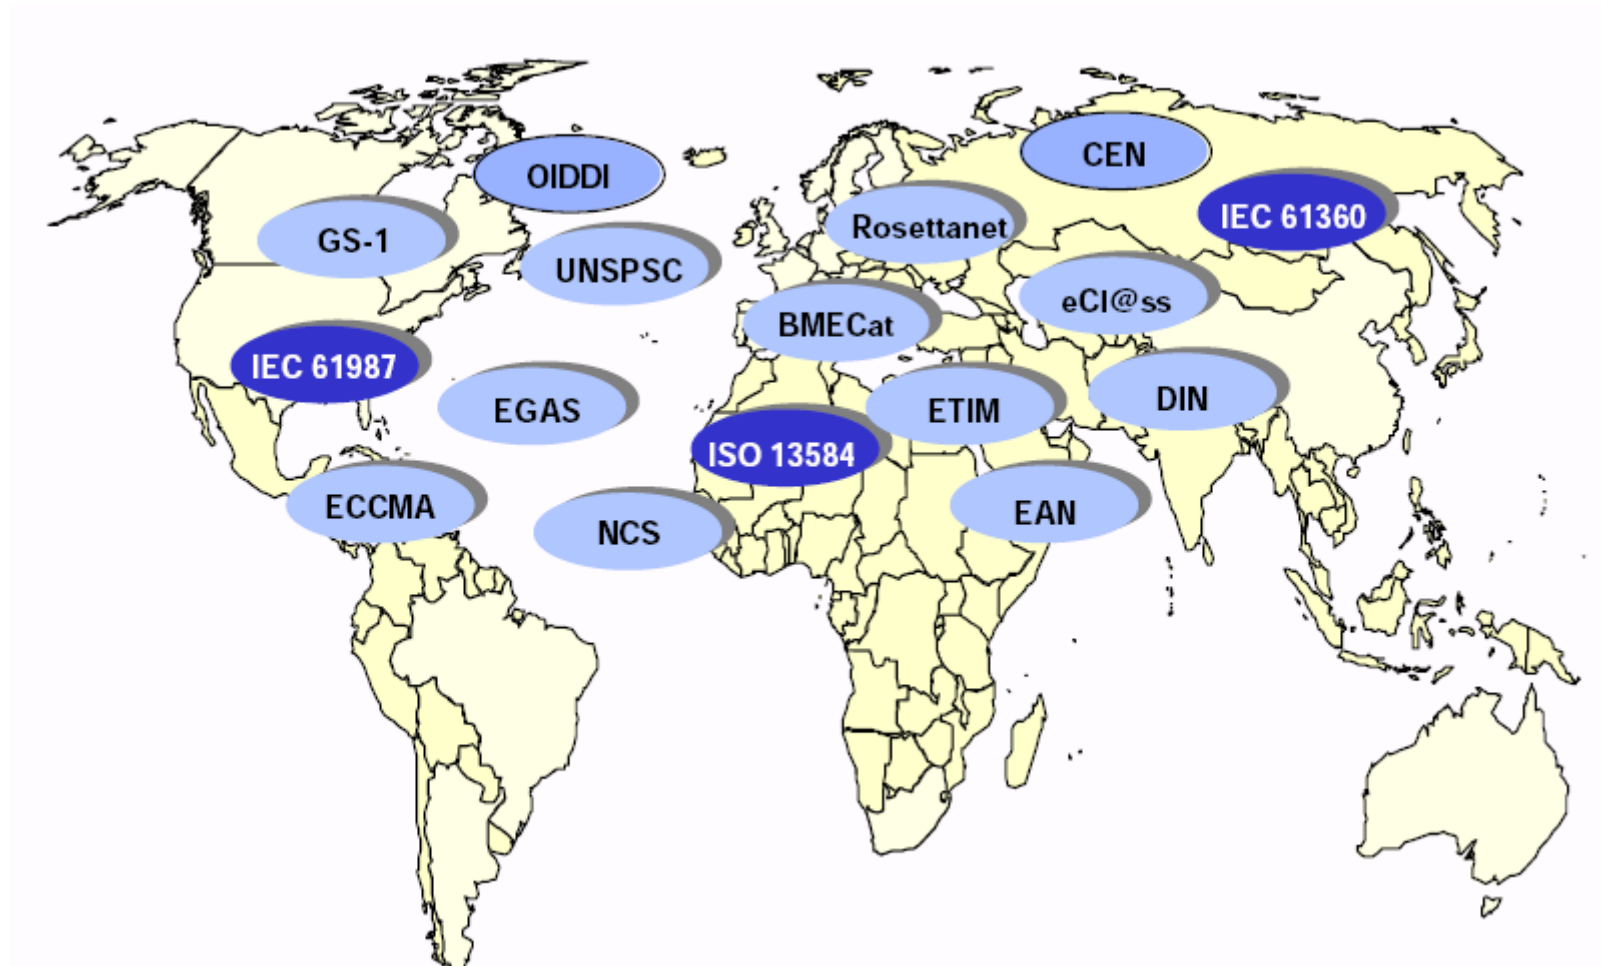 CEN
OIDDI
IEC 61360
Rosettanet
GS-1
UNSPSC
eCl@ss
BMECat
IEC 61987
DIN
EGAS
ETIM
ISO 13584
ECCMA
EAN
NCS